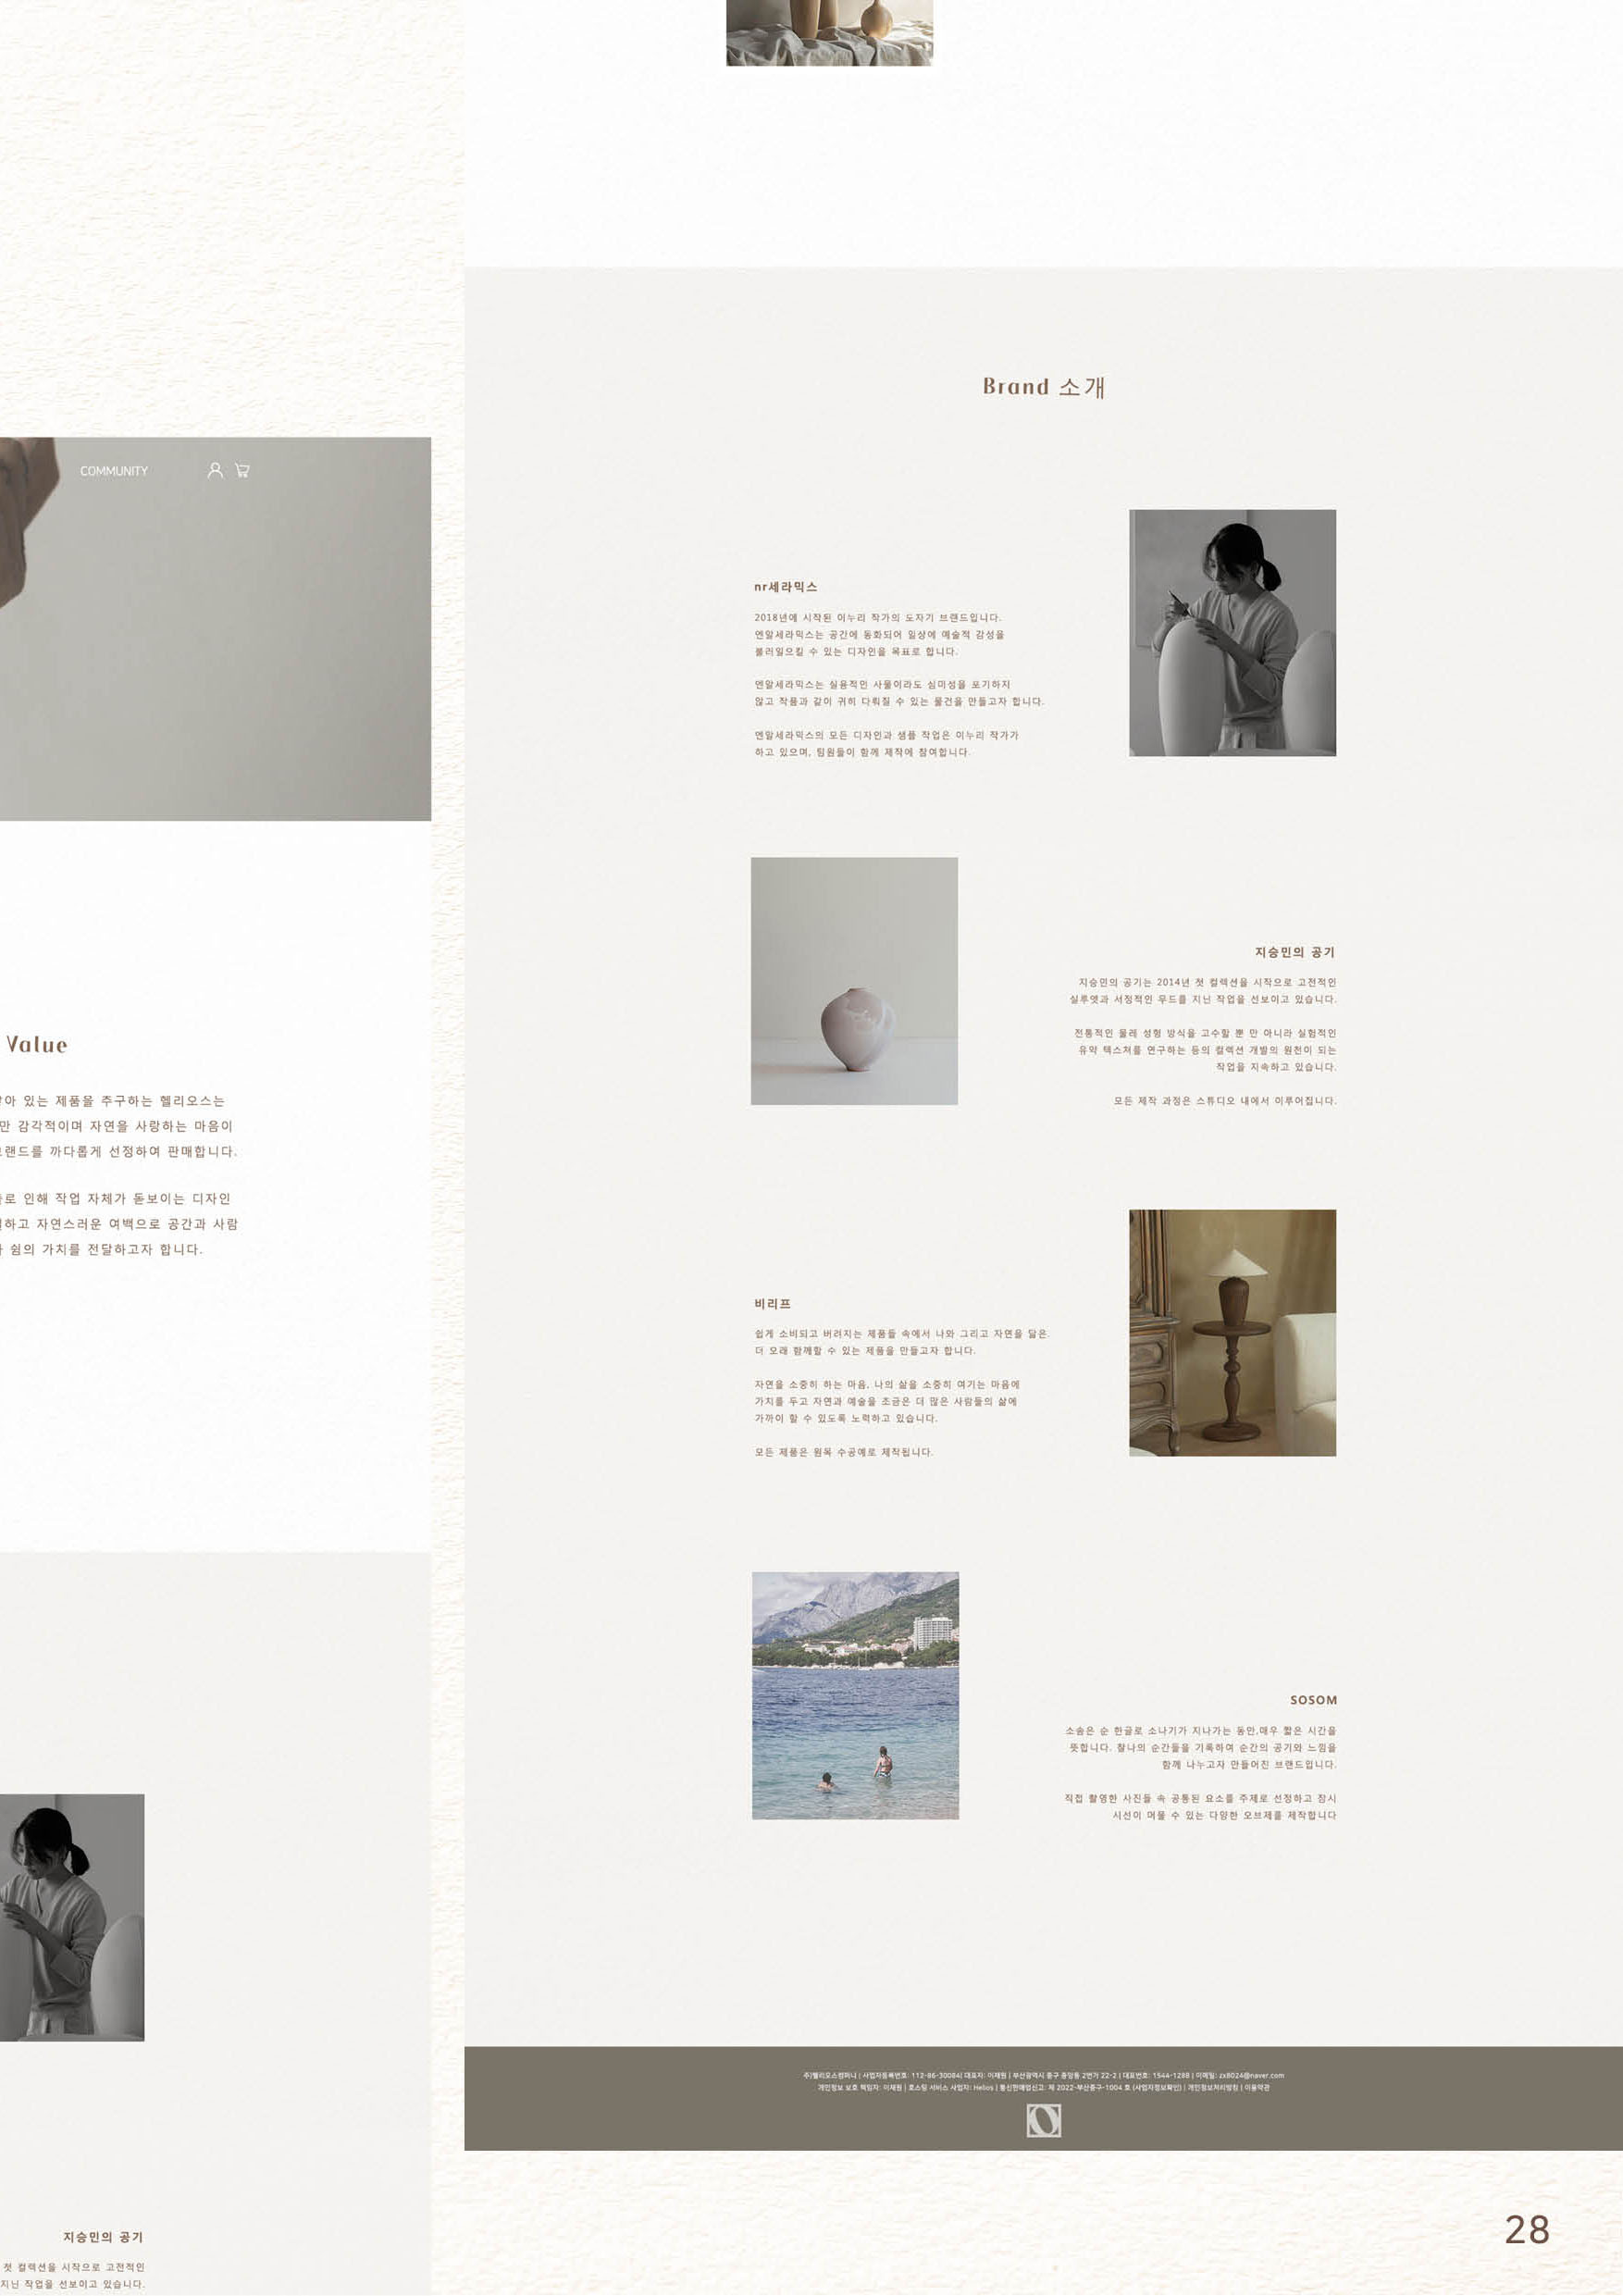 COMMUNITY
Value
아 있는 제품을 추구하는 헬리오스는
만 감각적이며 자연을 사랑하는 마음이
랜드를 까다롭게 선정하여 판매합니다.
로 인해 작업 자체가 돋보이는 디자인
하고 자연스러운 여백으로 공간과 사람
쉼의 가치를 전달하고자 합니다.
지승민의 공기
첫 컬렉션을 시작으로 고전적인
지닌 작업을 선보이고 있습니다.
Brand 소개
nr세라믹스
2018년에 시작된 이누리 작가의 도자기 브랜드입니다.
엔알세라믹스는 공간에 동화되어 일상에 예술적 감성을
불러일으킬 수 있는 디자인을 목표로 합니다.
엔알세라믹스는 실용적인 사물이라도 심미성을 포기하지
않고 작품과 같이 귀히 다뤄질 수 있는 물건을 만들고자 합니다.
엔알세라믹스의 모든 디자인과 샘플 작업은 이누리 작가가
하고 있으며, 팀원들이 함께 제작에 참여합니다.
지승민의 공기
지승민의 공기는 2014년 첫 컬렉션을 시작으로 고전적인
실루엣과 서정적인 무드를 지닌 작업을 선보이고 있습니다.
전통적인 물레 성형 방식을 고수할 뿐 만 아니라 실험적인
유약 텍스쳐를 연구하는 등의 컬렉션 개발의 원천이 되는
작업을 지속하고 있습니다.
모든 제작 과정은 스튜디오 내에서 이루어집니다.
비리프
쉽게 소비되고 버려지는 제품들 속에서 나와 그리고 자연을 닮은.
더 오래 함께할 수 있는 제품을 만들고자 합니다.
자연을 소중히 하는 마음, 나의 삶을 소중히 여기는 마음에
가치를 두고 자연과 예술을 조금은 더 많은 사람들의 삶에
가까이 할 수 있도록 노력하고 있습니다.
모든 제품은 원목 수공예로 제작됩니다.
SOSOM
소솜은 순 한글로 소나기가 지나가는 동안,매우 짧은 시간을
뜻합니다. 찰나의 순간들을 기록하여 순간의 공기와 느낌을
함께 나누고자 만들어진 브랜드입니다.
직접 촬영한 사진들 속 공통된 요소를 주제로 선정하고 잠시
시선이 머물 수 있는 다양한 오브제를 제작합니다
주)헬리오스컴퍼니 | 사업자등록번호: 112-86-30084| 대표자: 이재원 | 부산광역시 중구 중앙동 2번가 22-2 | 대표번호: 1544-1288 | 이메일: zx8024@naver.com
개인정보 보호 책임자: 이재원 | 호스팅 서비스 사업자: Helios | 통신판매업신고: 제 2022-부산중구-1004 호 (사업자정보확인) | 개인정보처리방침 | 이용약관
28